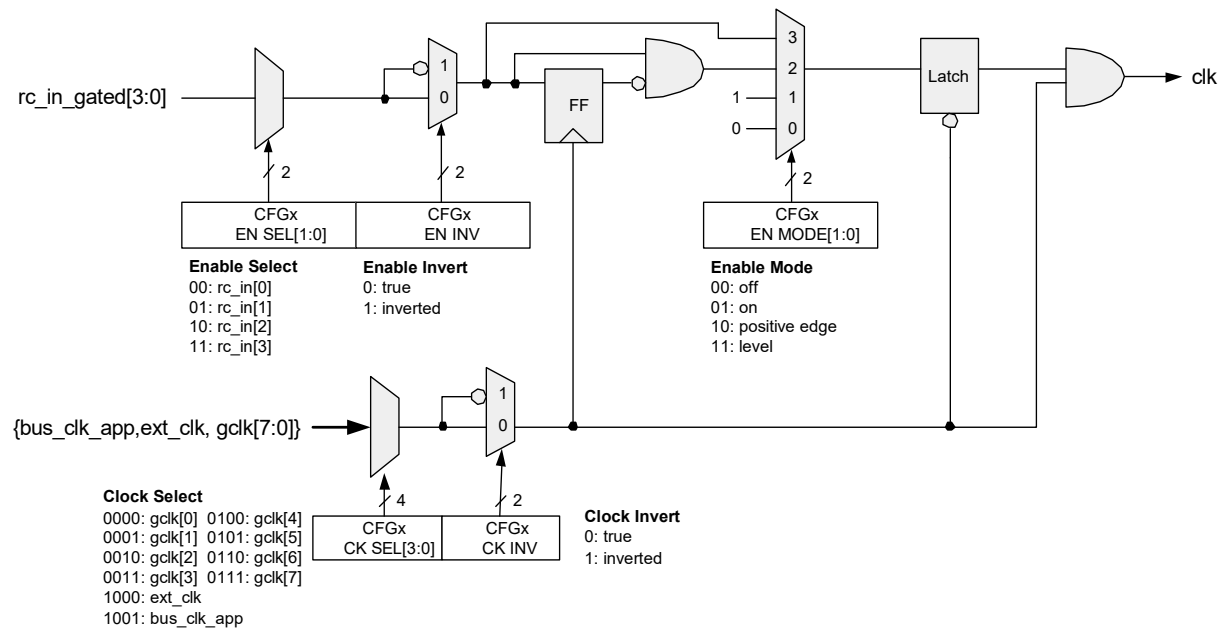 3
1
2
Latch
clk
rc_in_gated[3:0]
0
FF
1
1
0
0
2
2
2
CFGx
EN SEL[1:0]
CFGx
EN INV
CFGx
EN MODE[1:0]
Enable Select
00: rc_in[0]
01: rc_in[1]
10: rc_in[2]
11: rc_in[3]
Enable Invert
0: true
1: inverted
Enable Mode
00: off
01: on
10: positive edge
11: level
1
{bus_clk_app,ext_clk, gclk[7:0]}
0
Clock Select
0000: gclk[0] 0100: gclk[4]
0001: gclk[1] 0101: gclk[5]
0010: gclk[2] 0110: gclk[6]
0011: gclk[3] 0111: gclk[7]
1000: ext_clk
1001: bus_clk_app
4
2
CFGx
CK SEL[3:0]
CFGx
CK INV
Clock Invert
0: true
1: inverted